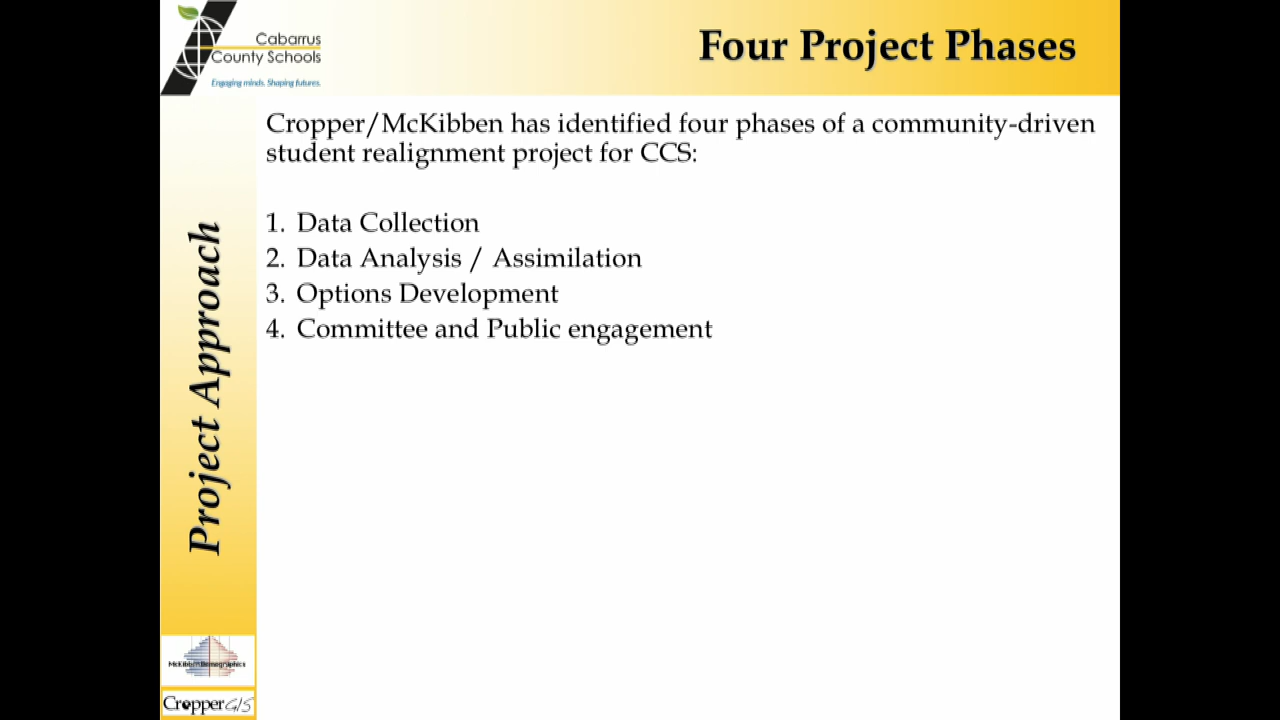 Cabarrus
County Schools
Engaging minds. Shaping futures.
Four Project Phases
Project Approach
Cropper/McKibben has identified four phases of a community-driven
student realignment project for CCS:
1. Data Collection
2. Data Analysis / Assimilation
3. Options Development
4. Committee and Public engagement
McKibben Demographics
Cropper GIS